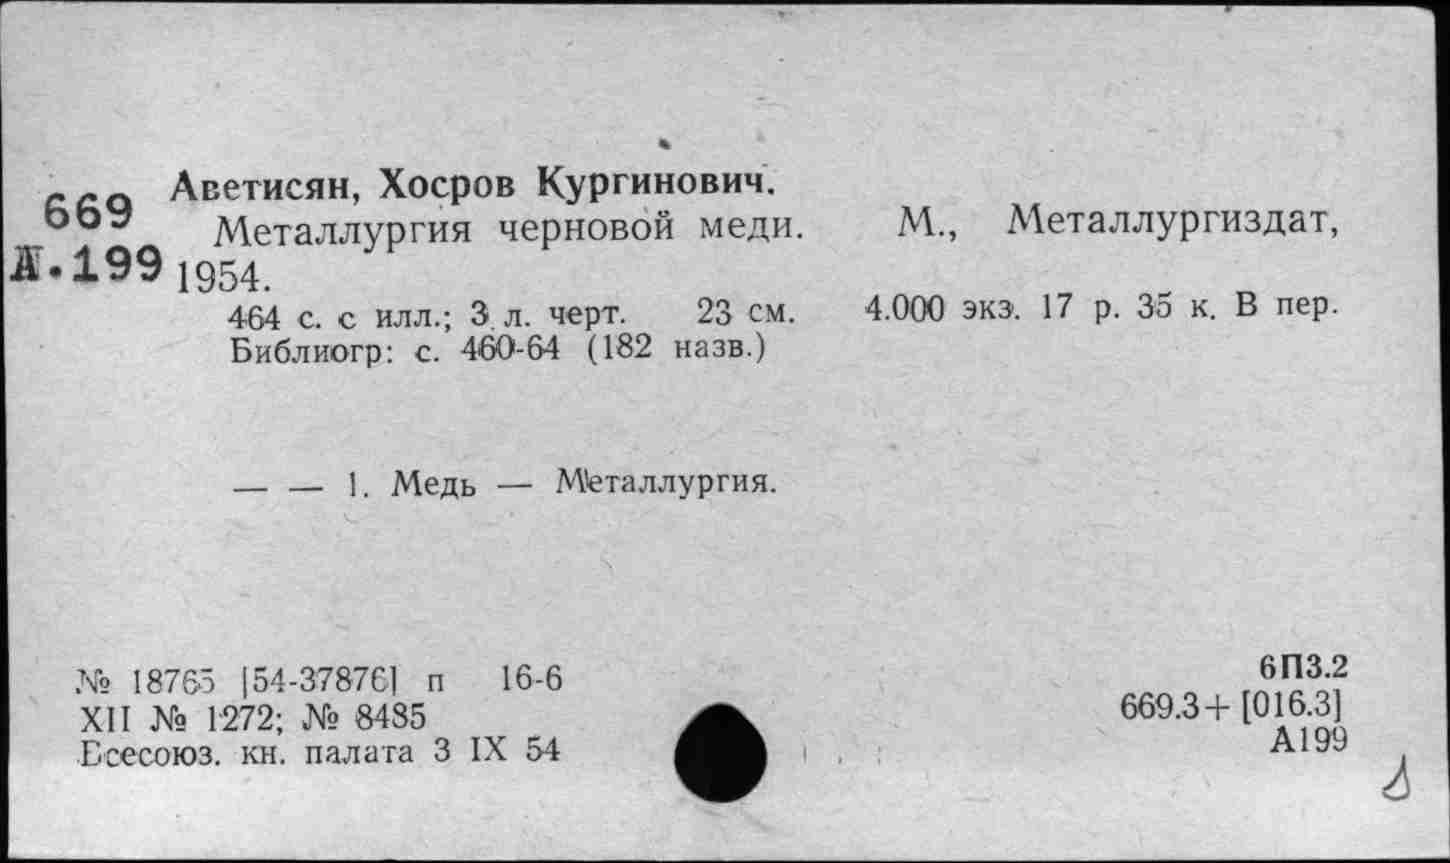 Аветисян, Хосров Кургинович.
669
Металлургия черновой меди. М., Металлургиздат,
А.199 1954.
464 с. с илл.; 3 л. черт. 23 см. 4.000 экз. 17 р. 35 к. В пер.
Библиогр: с. 460-64 (182 назв.)
— — 1. Медь — Металлургия.
№ 18765 [54-37876] п 16-6
XII № 1272; № 8485
Всесоюз. кн. палата 3 IX 54
6П3.2
669.3+[016.3]
А199